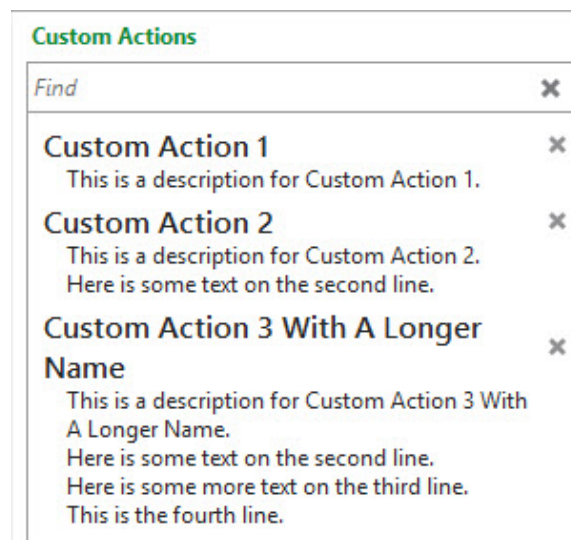 Custom Actions
Find
Custom Action 1
This is a description for Custom Action 1.
Custom Action 2
This is a description for Custom Action 2.
Here is some text on the second line.
Custom Action 3 With A Longer
Name
This is a description for Custom Action 3 With
A Longer Name.
Here is some text on the second line.
Here is some more text on the third line.
This is the fourth line.